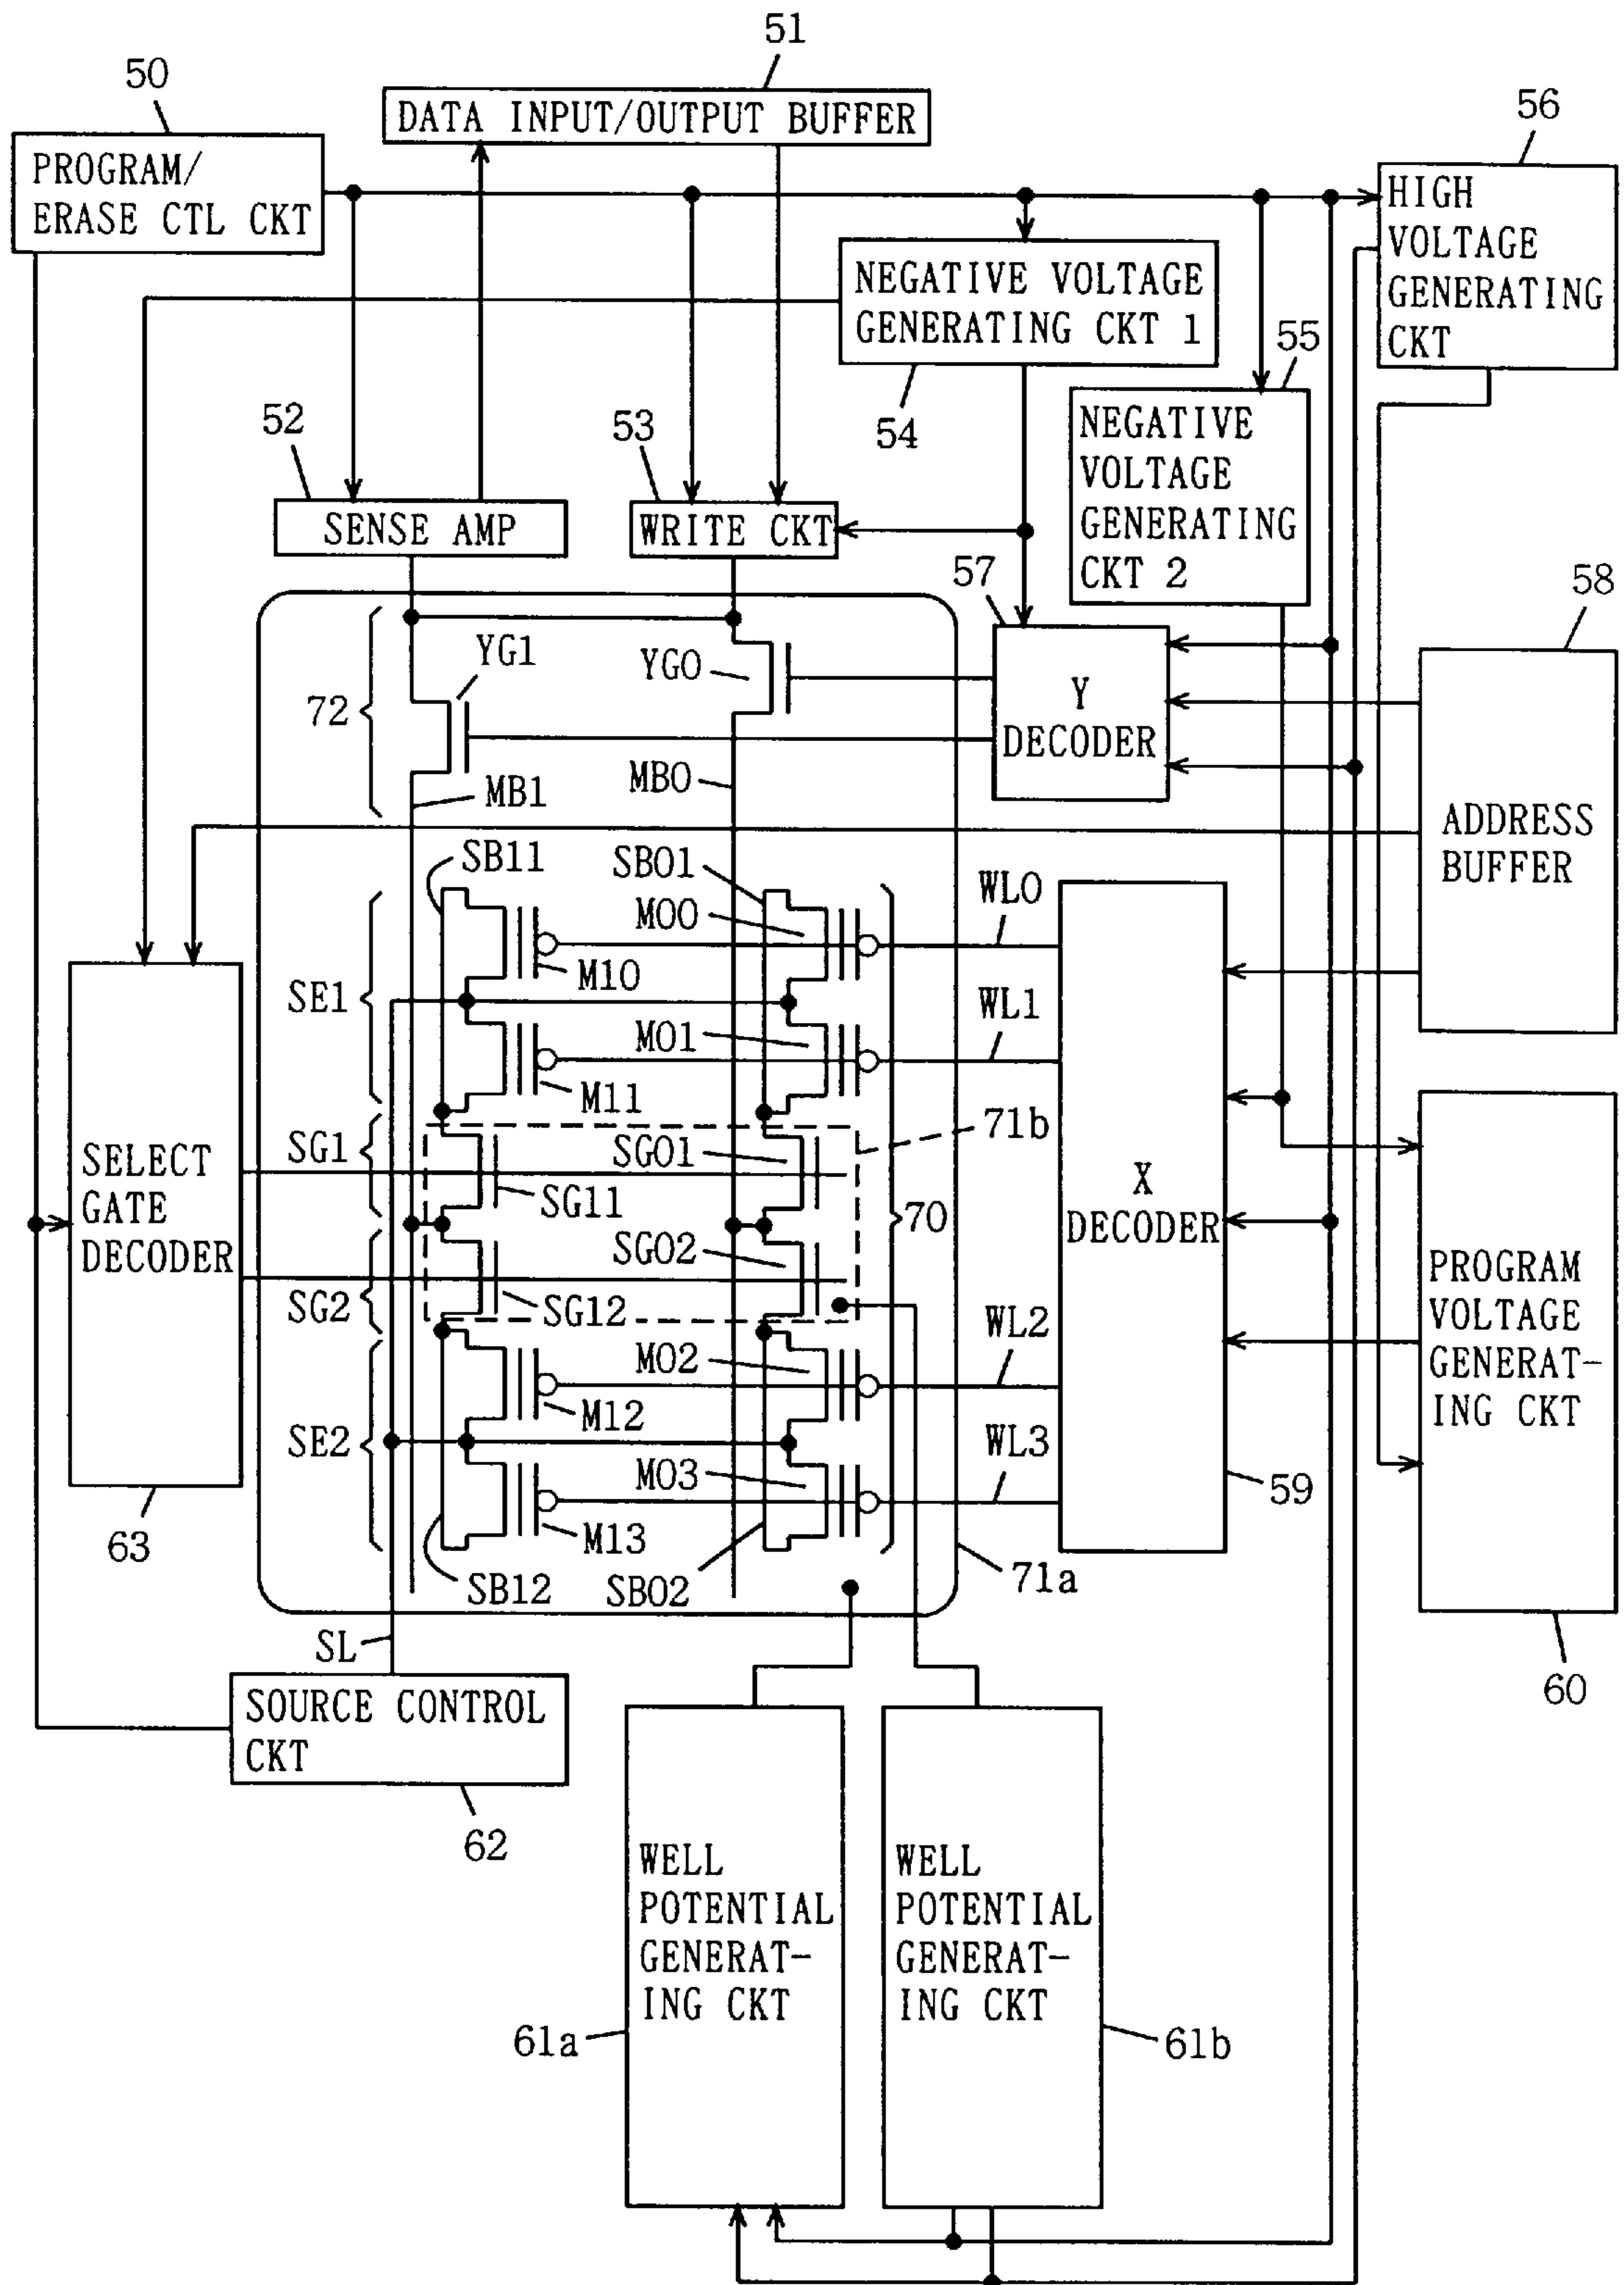 51
50
DATA INPUT/OUTPUT BUFFER
56
PROGRAM/
ERASE CTL CKT
HIGH
VOLTAGE
GENERATING
CKT
NEGATIVE VOLTAGE
GENERATING CKT 1
55
54
NEGATIVE
VOLTAGE
GENERATING
CKT 2
52
53
SENSE AMP
WRITE CKT
57
58
YG1
YG0
72
Y
DECODER
MB1
MB0
ADDRESS
BUFFER
SB11
SB01
M00
WL0
M10
SE1
WL1
M01
M11
71b
SELECT
GATE
DECODER
SG1
SG01
SG11
X
DECODER
70
SG02
SG2
SG12
PROGRAM
VOLTAGE
GENERAT-
ING CKT
WL2
M02
M12
SE2
WL3
M03
59
M13
63
SB12
SB02
71a
SL
60
SOURCE CONTROL
CKT
62
WELL
POTENTIAL
GENERAT-
ING CKT
WELL
POTENTIAL
GENERAT-
ING CKT
61a
61b